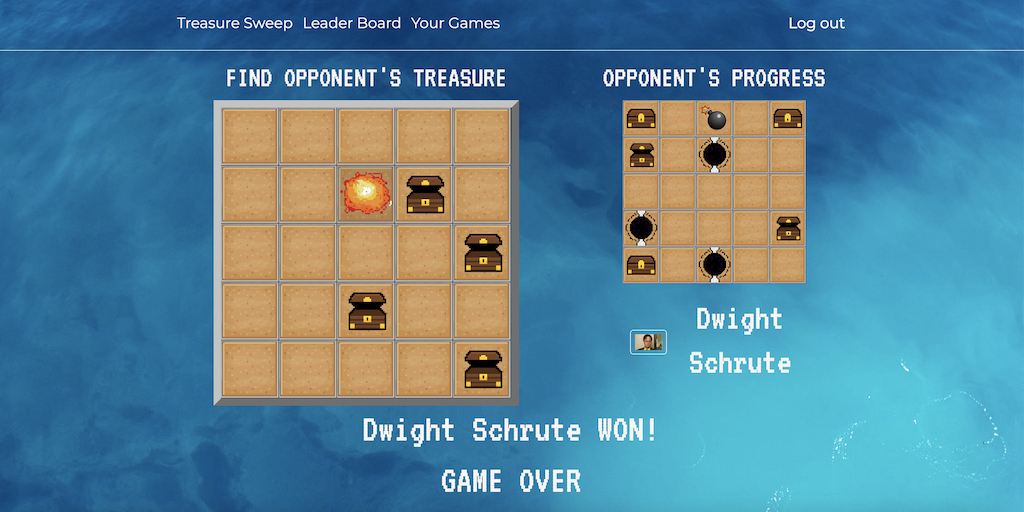 Treasure Sweep Leader Board Your Games Log out
FIND OPPONENT'S TREASURE
OPPONENT'S PROGRESS
Dwight
Schrute
Dwight Schrute WON!
GAME OVER